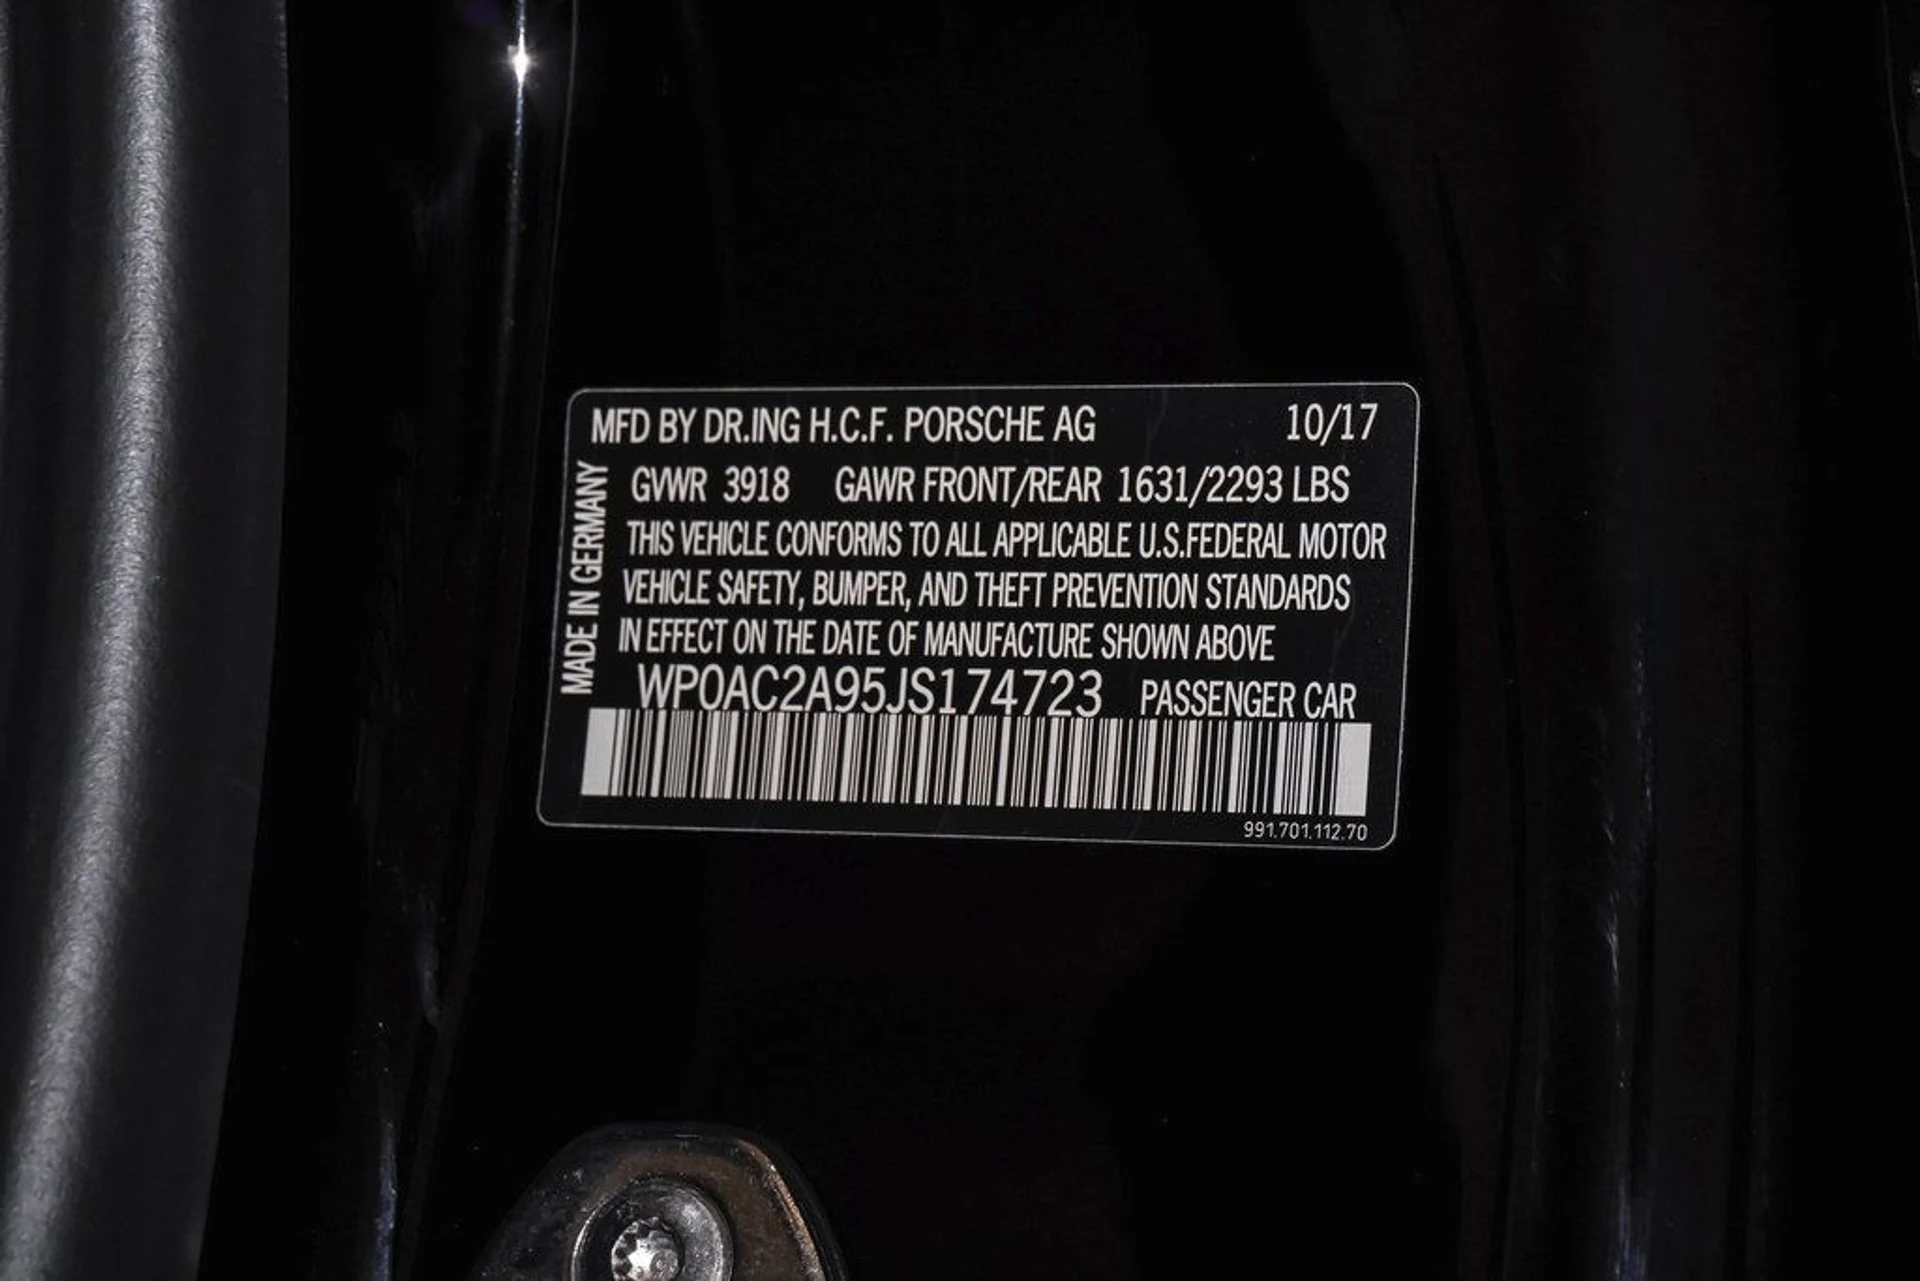 MFD BY DR.ING H.C.F. PORSCHE AG 10/17
GVWR 3918 GAWR FRONT/REAR 1631/2293 LBS
THIS VEHICLE CONFORMS TO ALL APPLICABLE U.S.FEDERAL MOTOR
VEHICLE SAFETY, BUMPER, AND THEFT PREVENTION STANDARDS
IN EFFECT ON THE DATE OF MANUFACTURE SHOWN ABOVE
WP0AC2A95JS174723 PASSENGER CAR
991.701.112.70
MADE IN GERMANY